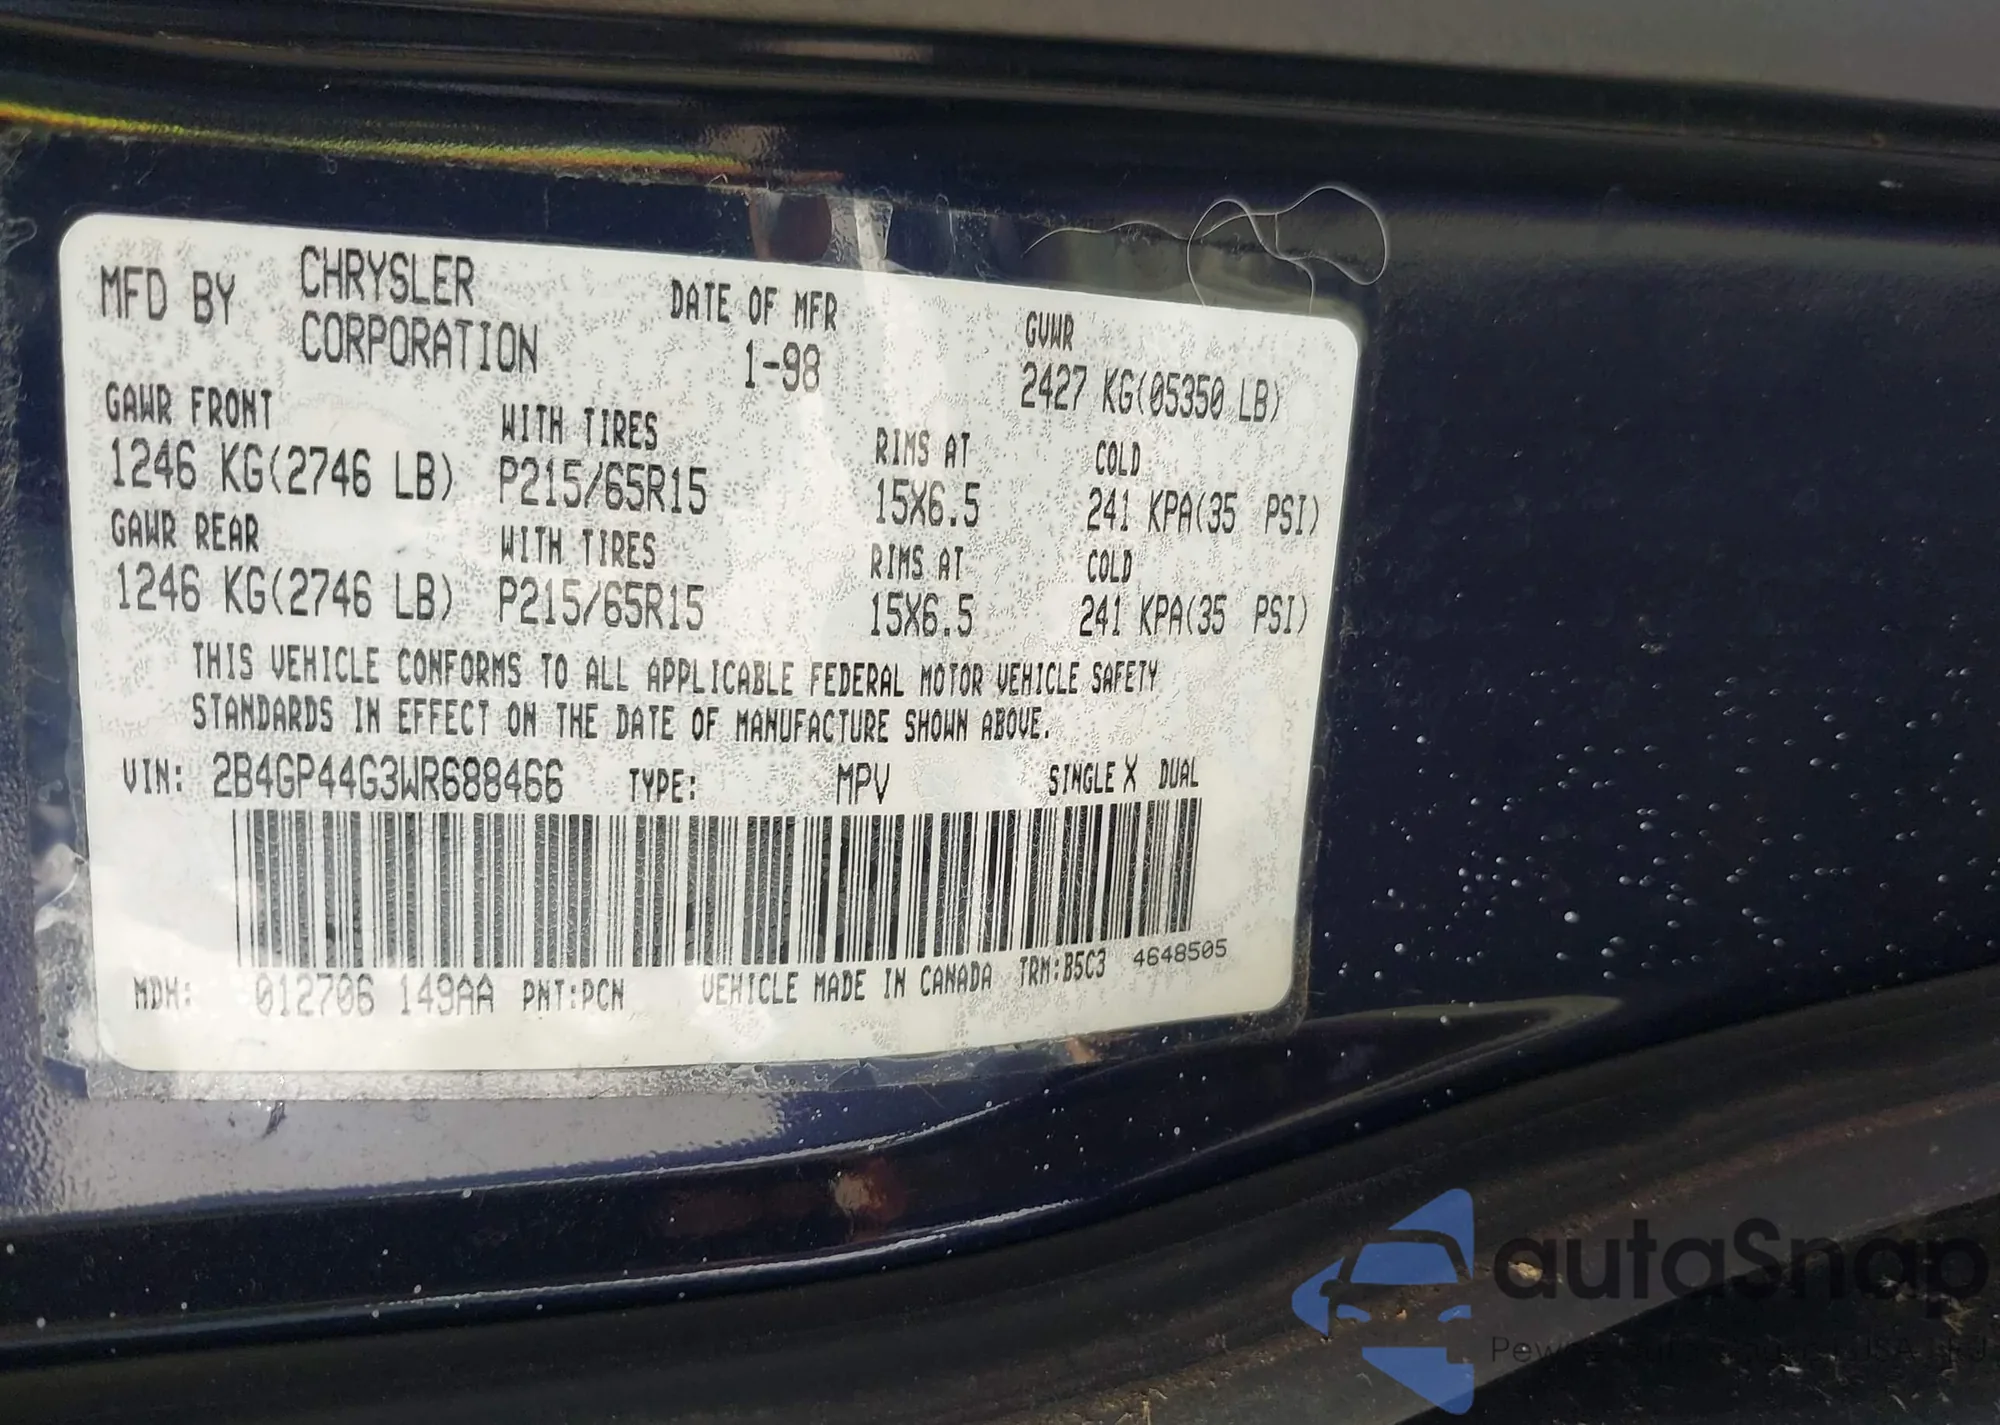 MFD BY CHRYSLER CORPORATION DATE OF MFR 1-98 GVWR 2427 KG(05350 LB)
GAWR FRONT WITH TIRES RIMS AT COLD
1246 KG(2746 LB) P215/65R15 15X6.5 241 KPA(35 PSI)
GAWR REAR WITH TIRES RIMS AT COLD
1246 KG(2746 LB) P215/65R15 15X6.5 241 KPA(35 PSI)
THIS VEHICLE CONFORMS TO ALL APPLICABLE FEDERAL MOTOR VEHICLE SAFETY
STANDARDS IN EFFECT ON THE DATE OF MANUFACTURE SHOWN ABOVE.
VIN: 2B4GP44G3WR688466 TYPE: MPV SINGLE X DUAL
MDH: 012706 149AA PNT:PCN VEHICLE MADE IN CANADA TRM:B5C3 4648505
autaSnap